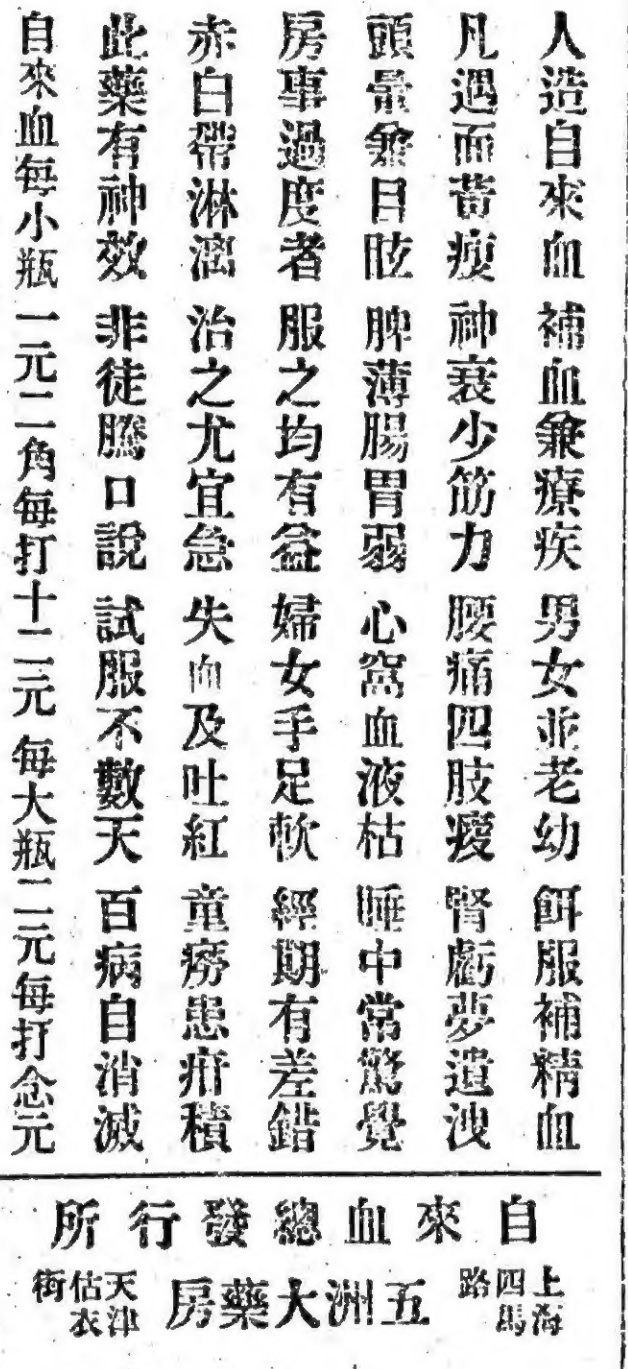 人造自來血 補血兼療疾 男女並老幼 餌服補精血
凡遇面黃瘦 神衰少筋力 腰痛四肢痠 腎虧夢遺洩
頭暈兼目眩 脾薄腸胃弱 心窩血液枯 睡中常驚覺
房事過度者 服之均有益 婦女手足軟 經期有差錯
赤白帶淋漓 治之尤宜急 失血及吐紅 童癆患疳積
此藥有神效 非徒騰口說 試服不數天 百病自消滅
自來血每小瓶一元二角每打十二元 每大瓶二元每打念元
自來血總發行所
上海四馬路 五洲大藥房 天津估衣街